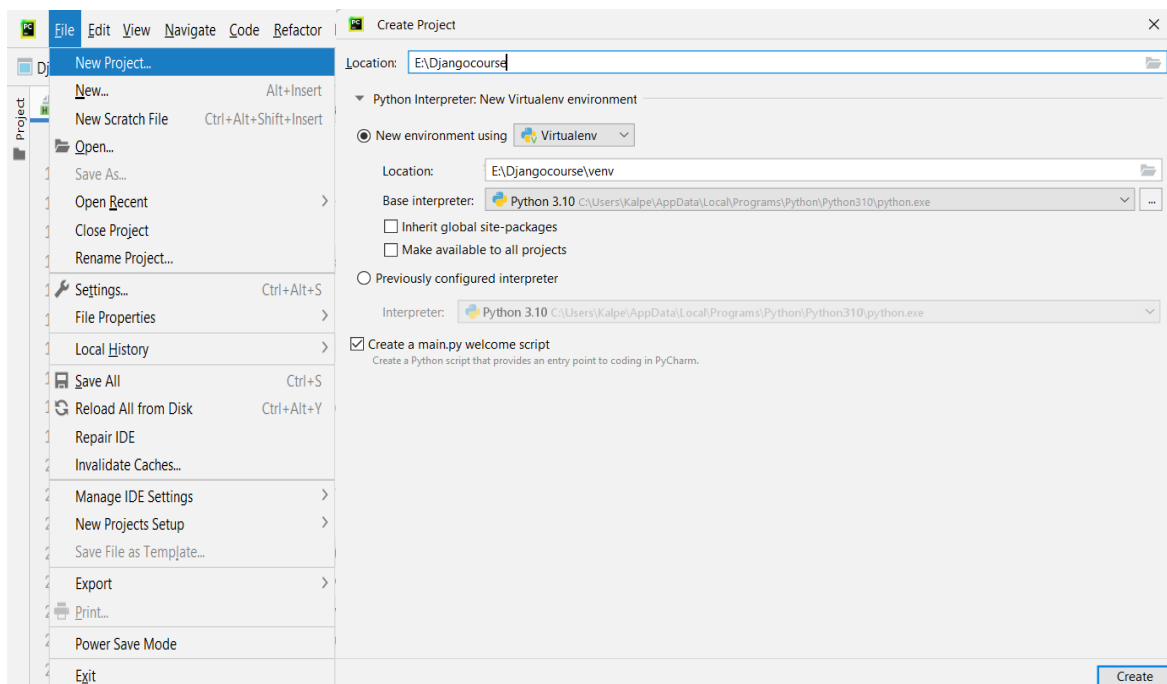 PC
File Edit View Navigate Code Refactor
Dj
Project
New Project...
New... Alt+Insert
New Scratch File Ctrl+Alt+Shift+Insert
Open...
Save As...
Open Recent
Close Project
Rename Project...
Settings... Ctrl+Alt+S
File Properties
Local History
Save All Ctrl+S
Reload All from Disk Ctrl+Alt+Y
Repair IDE
Invalidate Caches...
Manage IDE Settings
New Projects Setup
Save File as Template...
Export
Print...
Power Save Mode
Exit
PC Create Project
Location: E:\Djangocourse
Python Interpreter: New Virtualenv environment
New environment using Virtualenv
Location: E:\Djangocourse\venv
Base interpreter: Python 3.10 C:\Users\Kalpe\AppData\Local\Programs\Python\Python310\python.exe ...
Inherit global site-packages
Make available to all projects
Previously configured interpreter
Interpreter: Python 3.10 C:\Users\Kalpe\AppData\Local\Programs\Python\Python310\python.exe
Create a main.py welcome script
Create a Python script that provides an entry point to coding in PyCharm.
Create